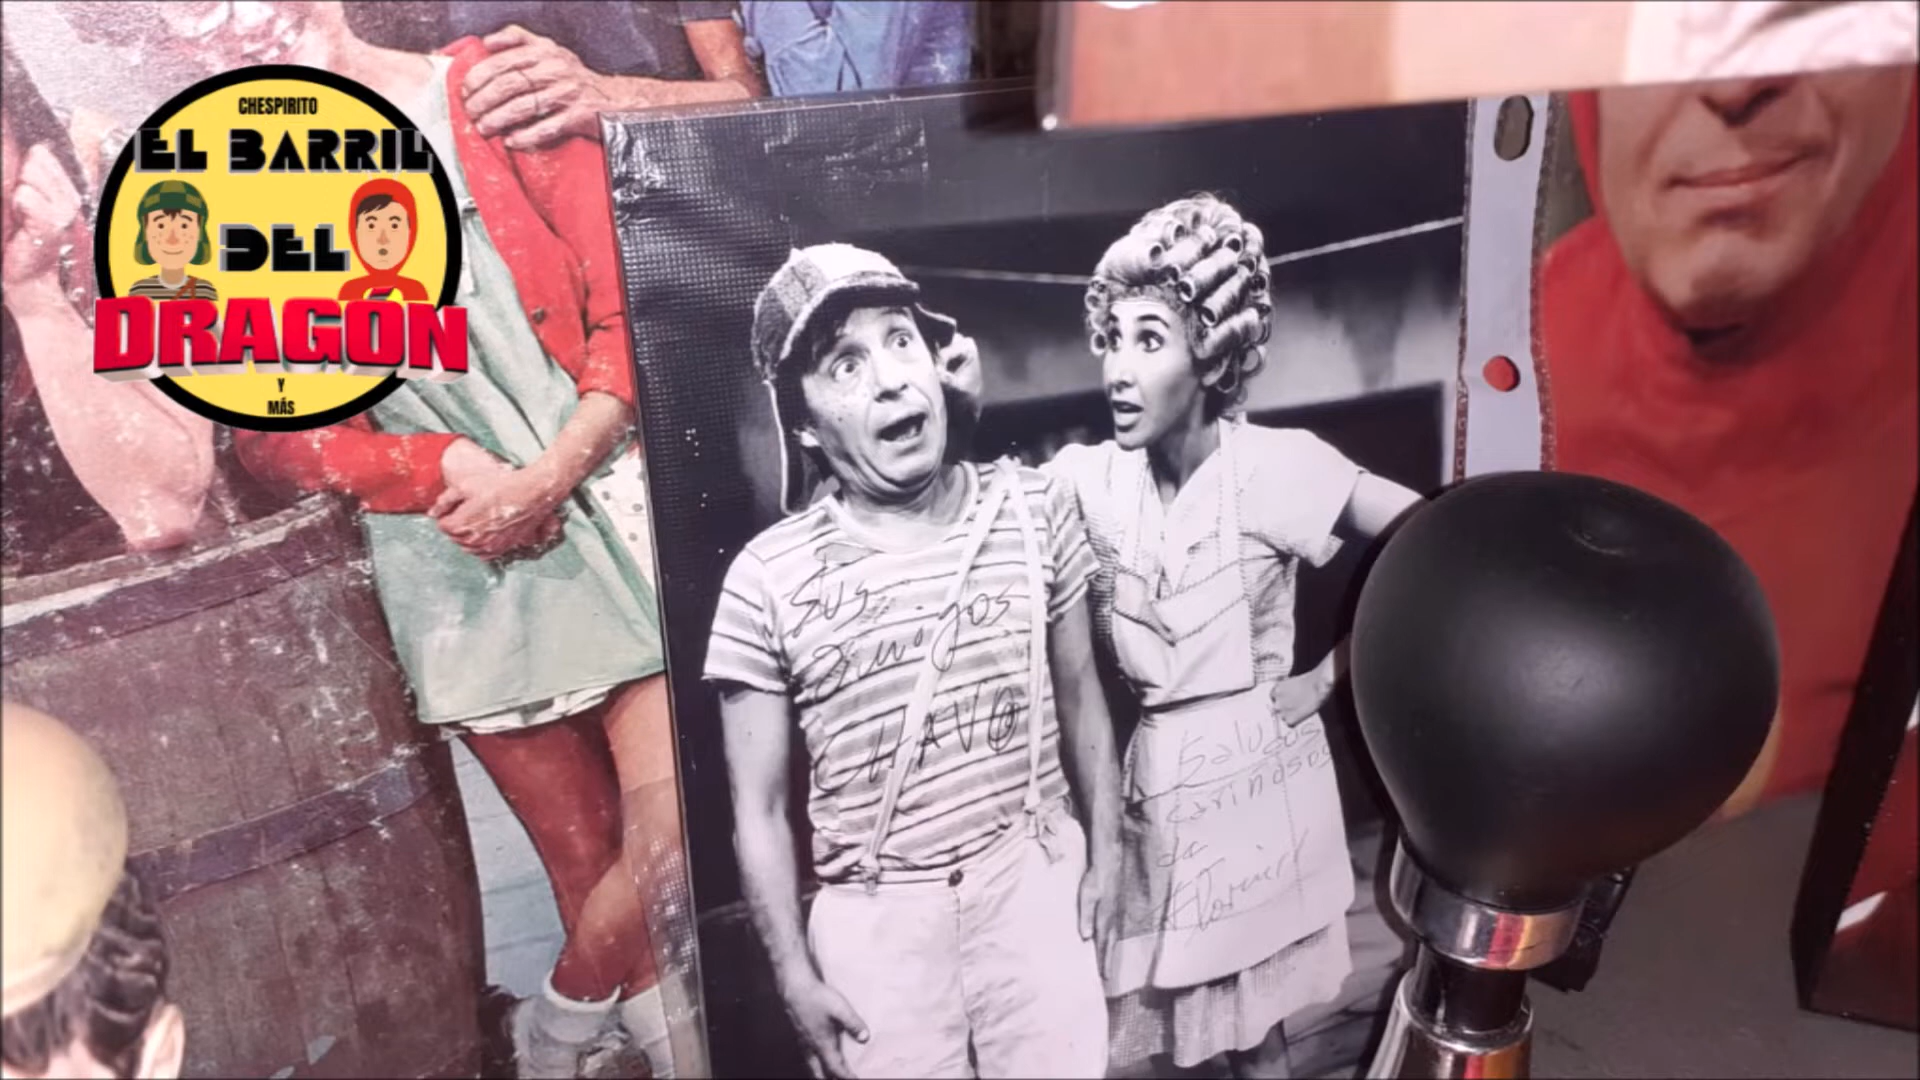 CHESPIRITO
EL BARRIL
DEL
DRAGÓN
Y
MÁS
Sus
Amigos
CHAVO
Saludos
cariñosos
de
Florinda